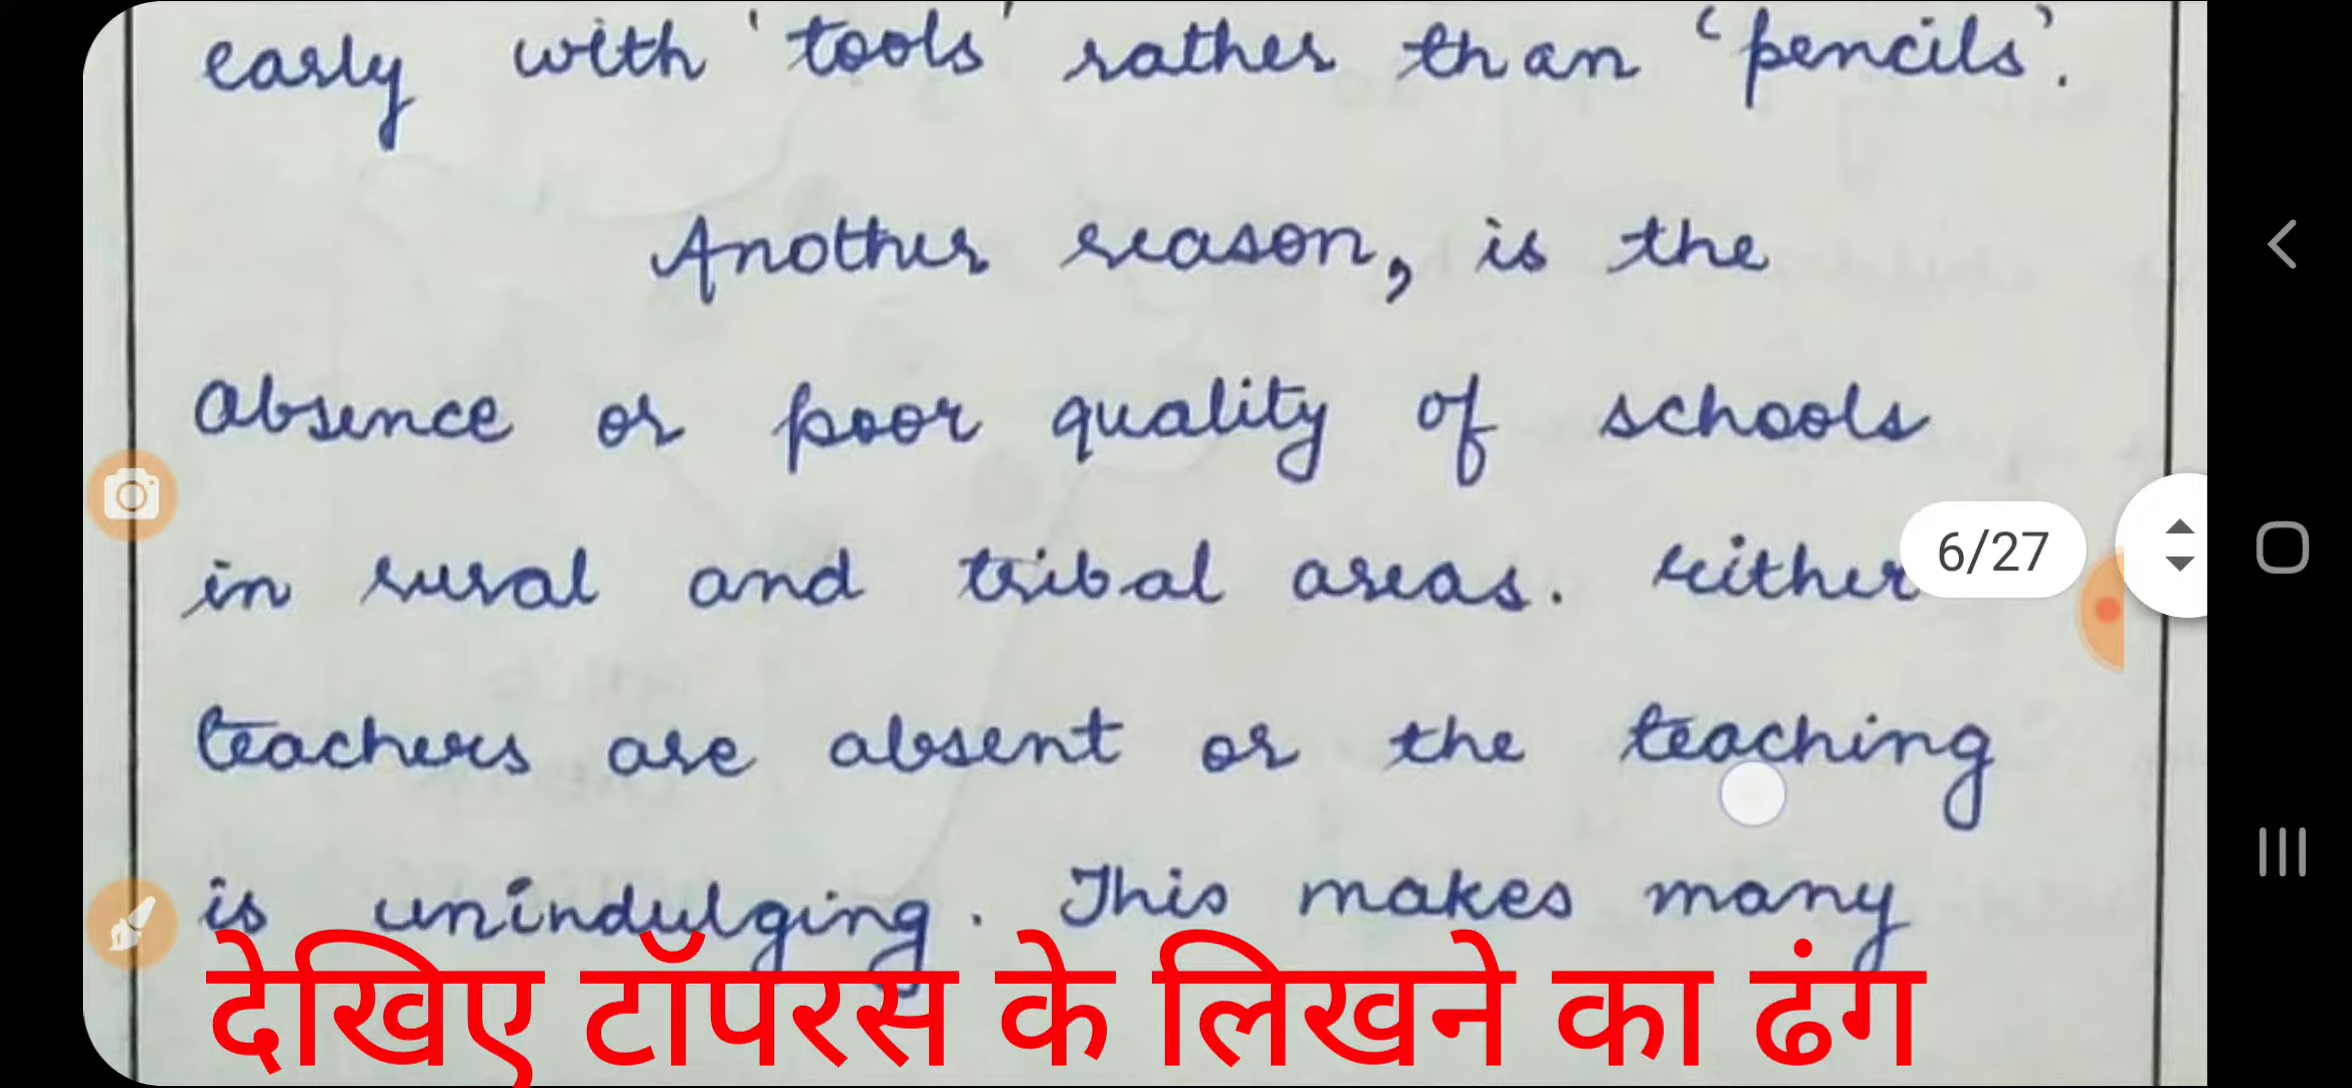 early with 'tools' rather than 'pencils'.
Another reason, is the
absence or poor quality of schools
in rural and tribal areas. Either
6/27
teachers are absent or the teaching
is unindulging. This makes many
देखिए टॉपरस के लिखने का ढंग